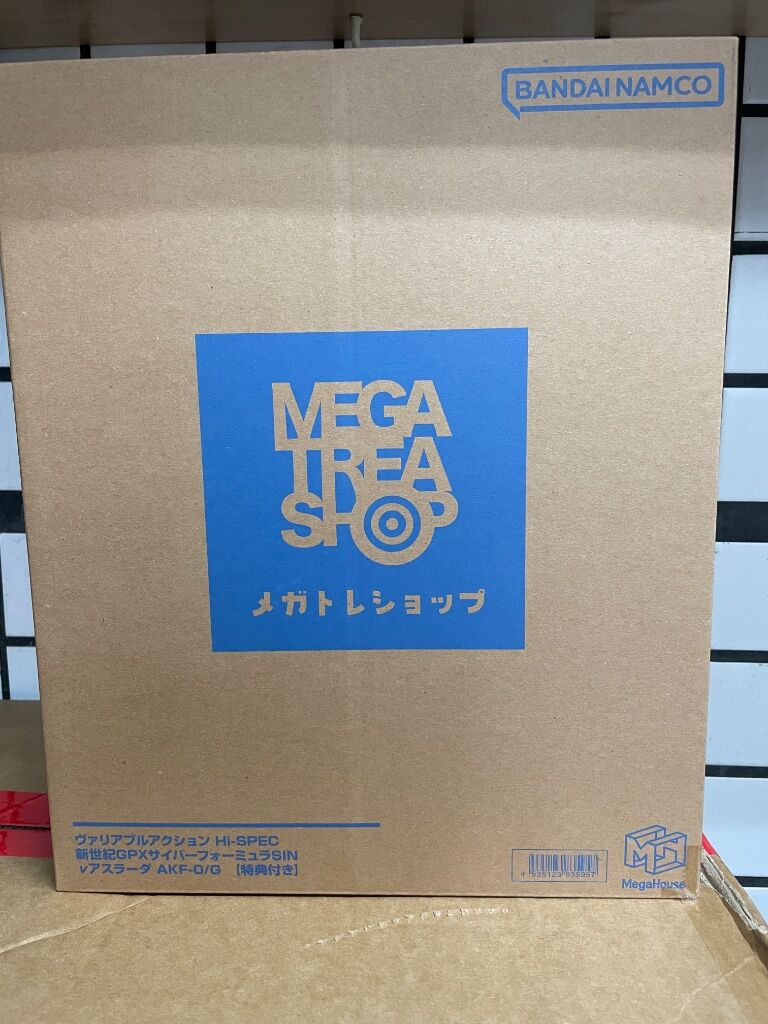 BANDAI NAMCO
MEGA
TREA
SHOP
メガトレショップ
ヴァリアブルアクション Hi-SPEC
新世紀GPXサイバーフォーミュラSIN
νアスラーダ AKF-0/G 【特典付き】
4 535123 835957
MegaHouse